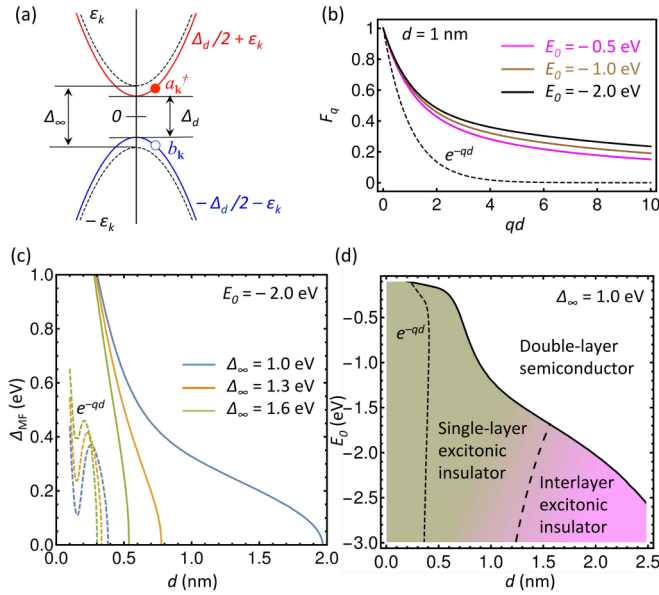 (a)
ε_k
Δ_d/2 + ε_k
a_k†
Δ_∞
0
Δ_d
b_k
−ε_k
−Δ_d/2 − ε_k
(b)
d = 1 nm
E_0 = − 0.5 eV
E_0 = − 1.0 eV
E_0 = − 2.0 eV
e^−qd
F_q
1.0
0.8
0.6
0.4
0.2
0
0 2 4 6 8 10
qd
(c)
E_0 = − 2.0 eV
Δ_∞ = 1.0 eV
Δ_∞ = 1.3 eV
Δ_∞ = 1.6 eV
e^−qd
Δ_MF (eV)
1.0
0.8
0.6
0.4
0.2
0.0
0.0 0.5 1.0 1.5 2.0
d (nm)
(d)
Δ_∞ = 1.0 eV
e^−qd
Double-layer
semiconductor
Single-layer
excitonic
insulator
Interlayer
excitonic
insulator
E_0 (eV)
−0.5
−1.0
−1.5
−2.0
−2.5
−3.0
0.0 0.5 1.0 1.5 2.0 2.5
d (nm)